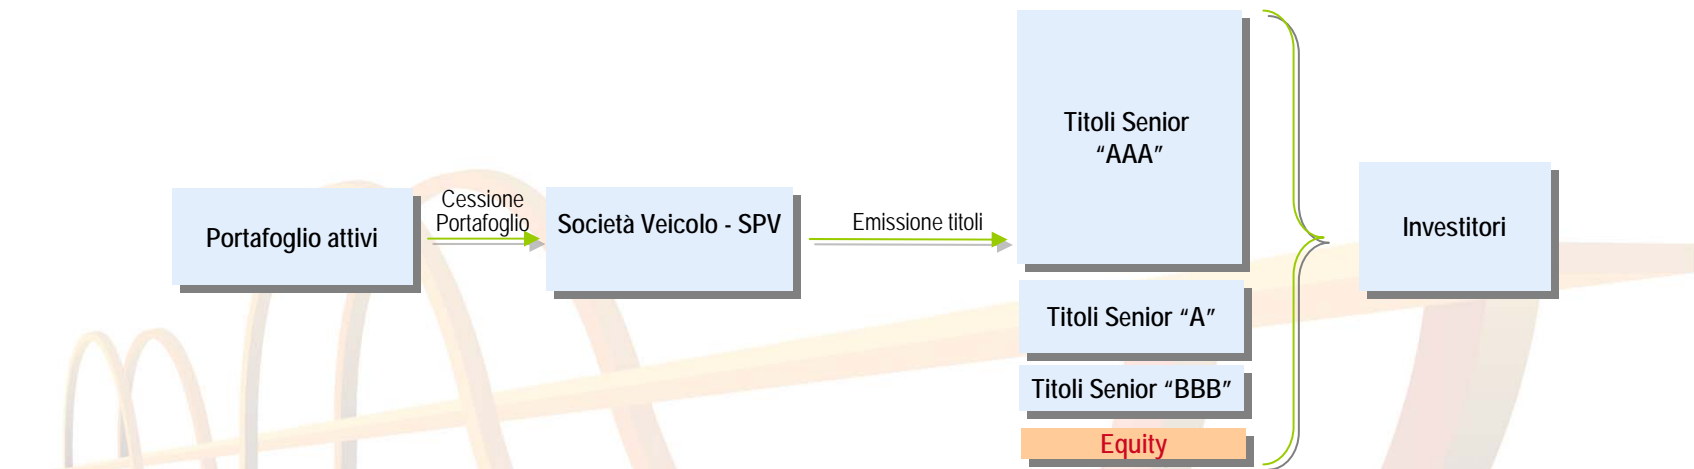 Portafoglio attivi
Cessione
Portafoglio
Società Veicolo - SPV
Emissione titoli
Titoli Senior
“AAA”
Titoli Senior “A”
Titoli Senior “BBB”
Equity
Investitori